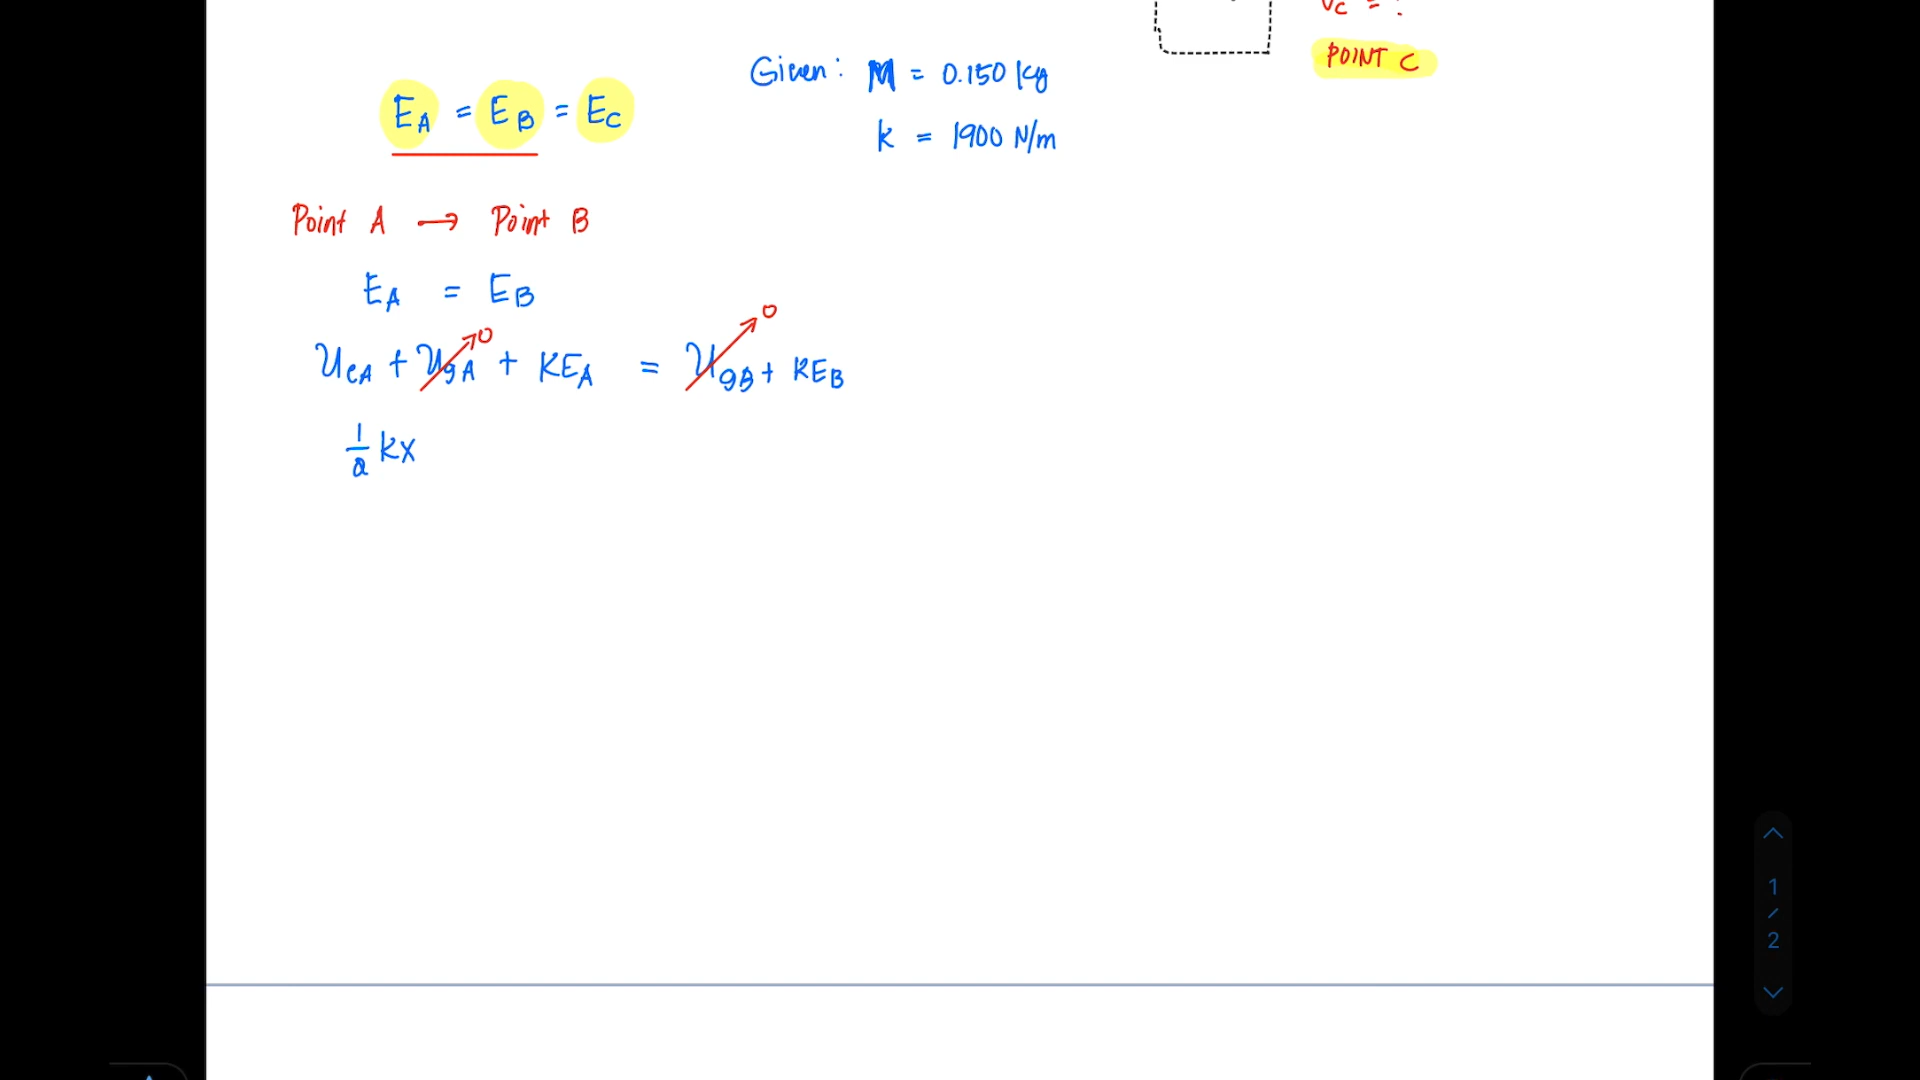 Vc = ?
POINT C
Given: M = 0.150 kg
k = 1900 N/m
EA = EB = EC
Point A → Point B
EA = EB
UeA + UgA→0 + KEA = UgB→0 + KEB
1/2 kx
1
/
2